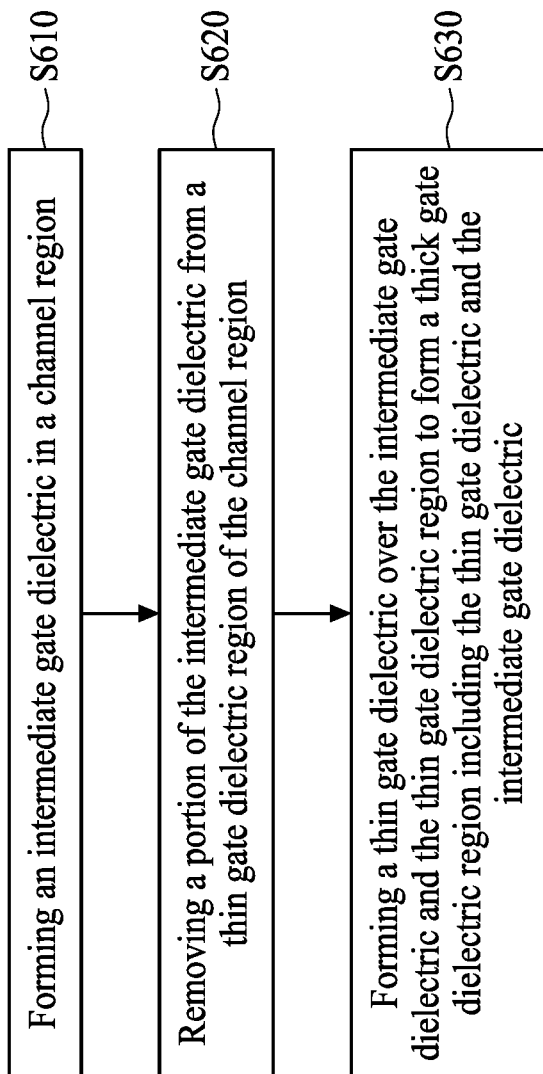 Forming an intermediate gate dielectric in a channel region
S610
Removing a portion of the intermediate gate dielectric from a
thin gate dielectric region of the channel region
S620
Forming a thin gate dielectric over the intermediate gate
dielectric and the thin gate dielectric region to form a thick gate
dielectric region including the thin gate dielectric and the
intermediate gate dielectric
S630